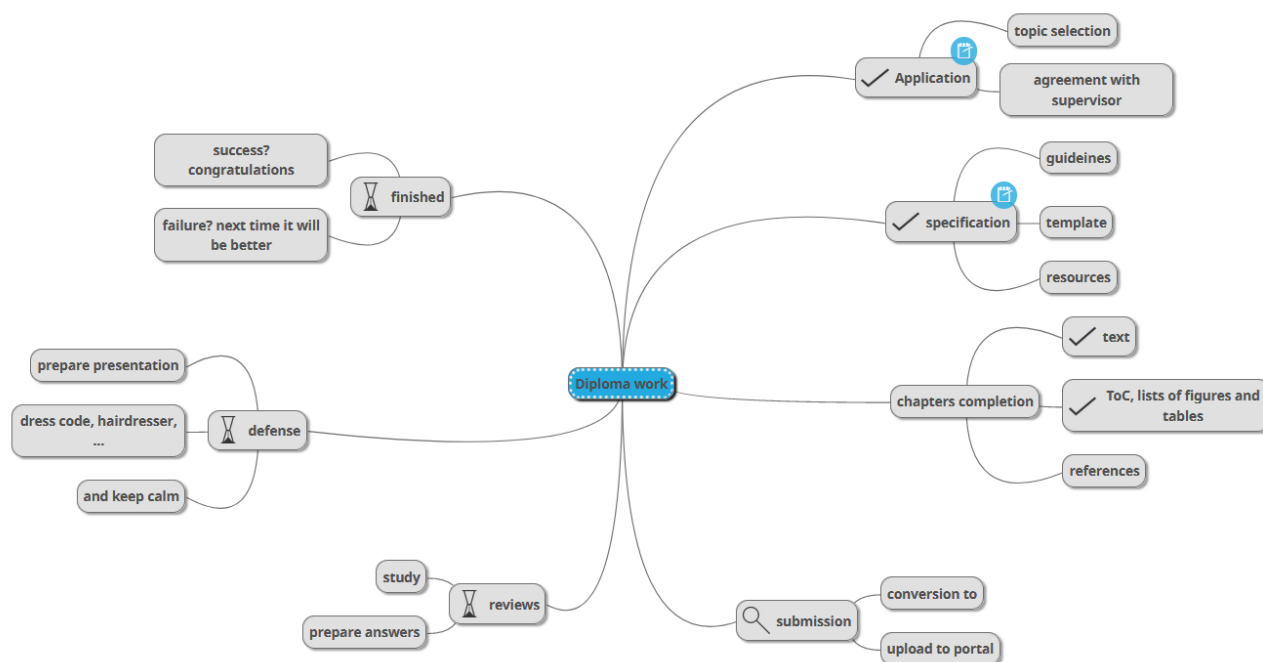 topic selection
Application
agreement with
supervisor
guideines
specification
template
resources
text
chapters completion
ToC, lists of figures and
tables
references
conversion to
submission
upload to portal
Diploma work
success?
congratulations
finished
failure? next time it will
be better
prepare presentation
dress code, hairdresser,
...
defense
and keep calm
study
reviews
prepare answers